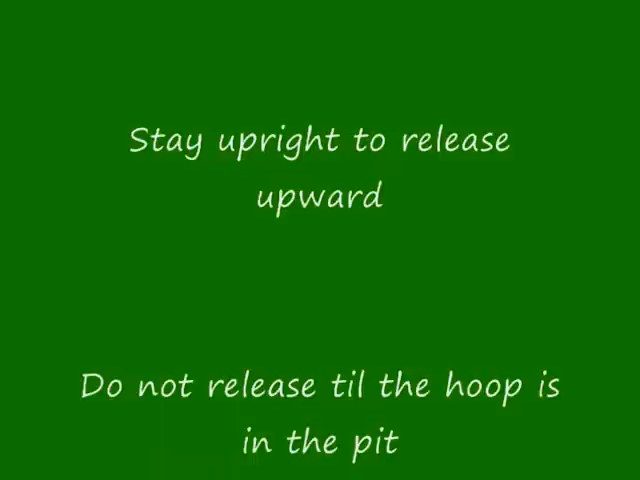 Stay upright to release
upward
Do not release til the hoop is
in the pit